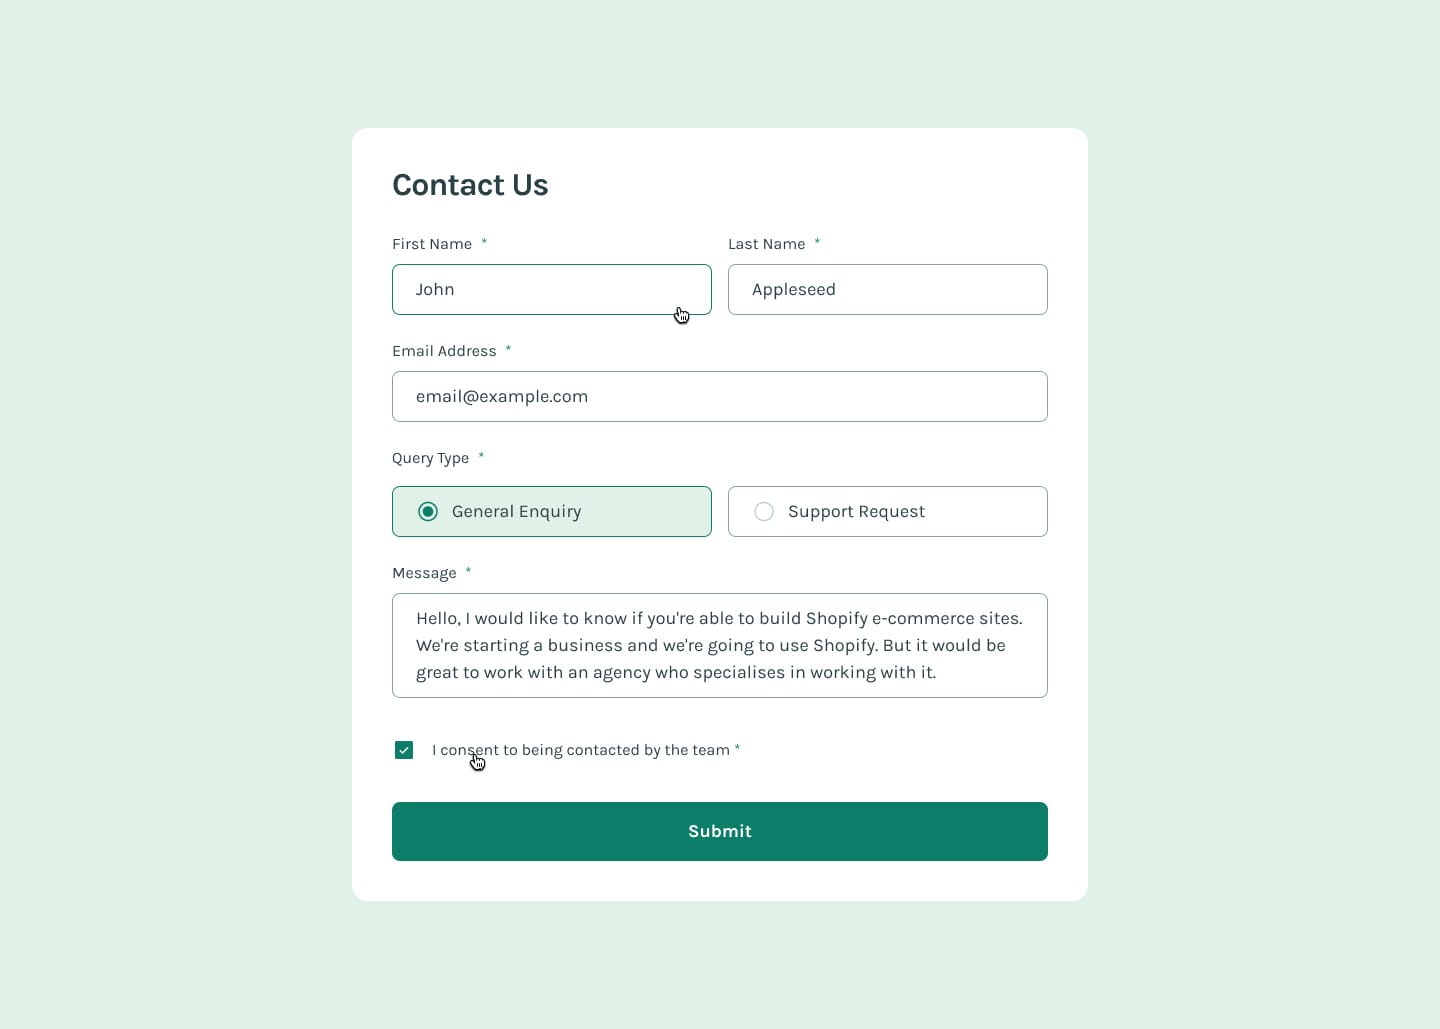 Contact Us
First Name *
Last Name *
John
Appleseed
Email Address *
email@example.com
Query Type *
General Enquiry
Support Request
Message *
Hello, I would like to know if you're able to build Shopify e-commerce sites.
We're starting a business and we're going to use Shopify. But it would be
great to work with an agency who specialises in working with it.
I consent to being contacted by the team *
Submit